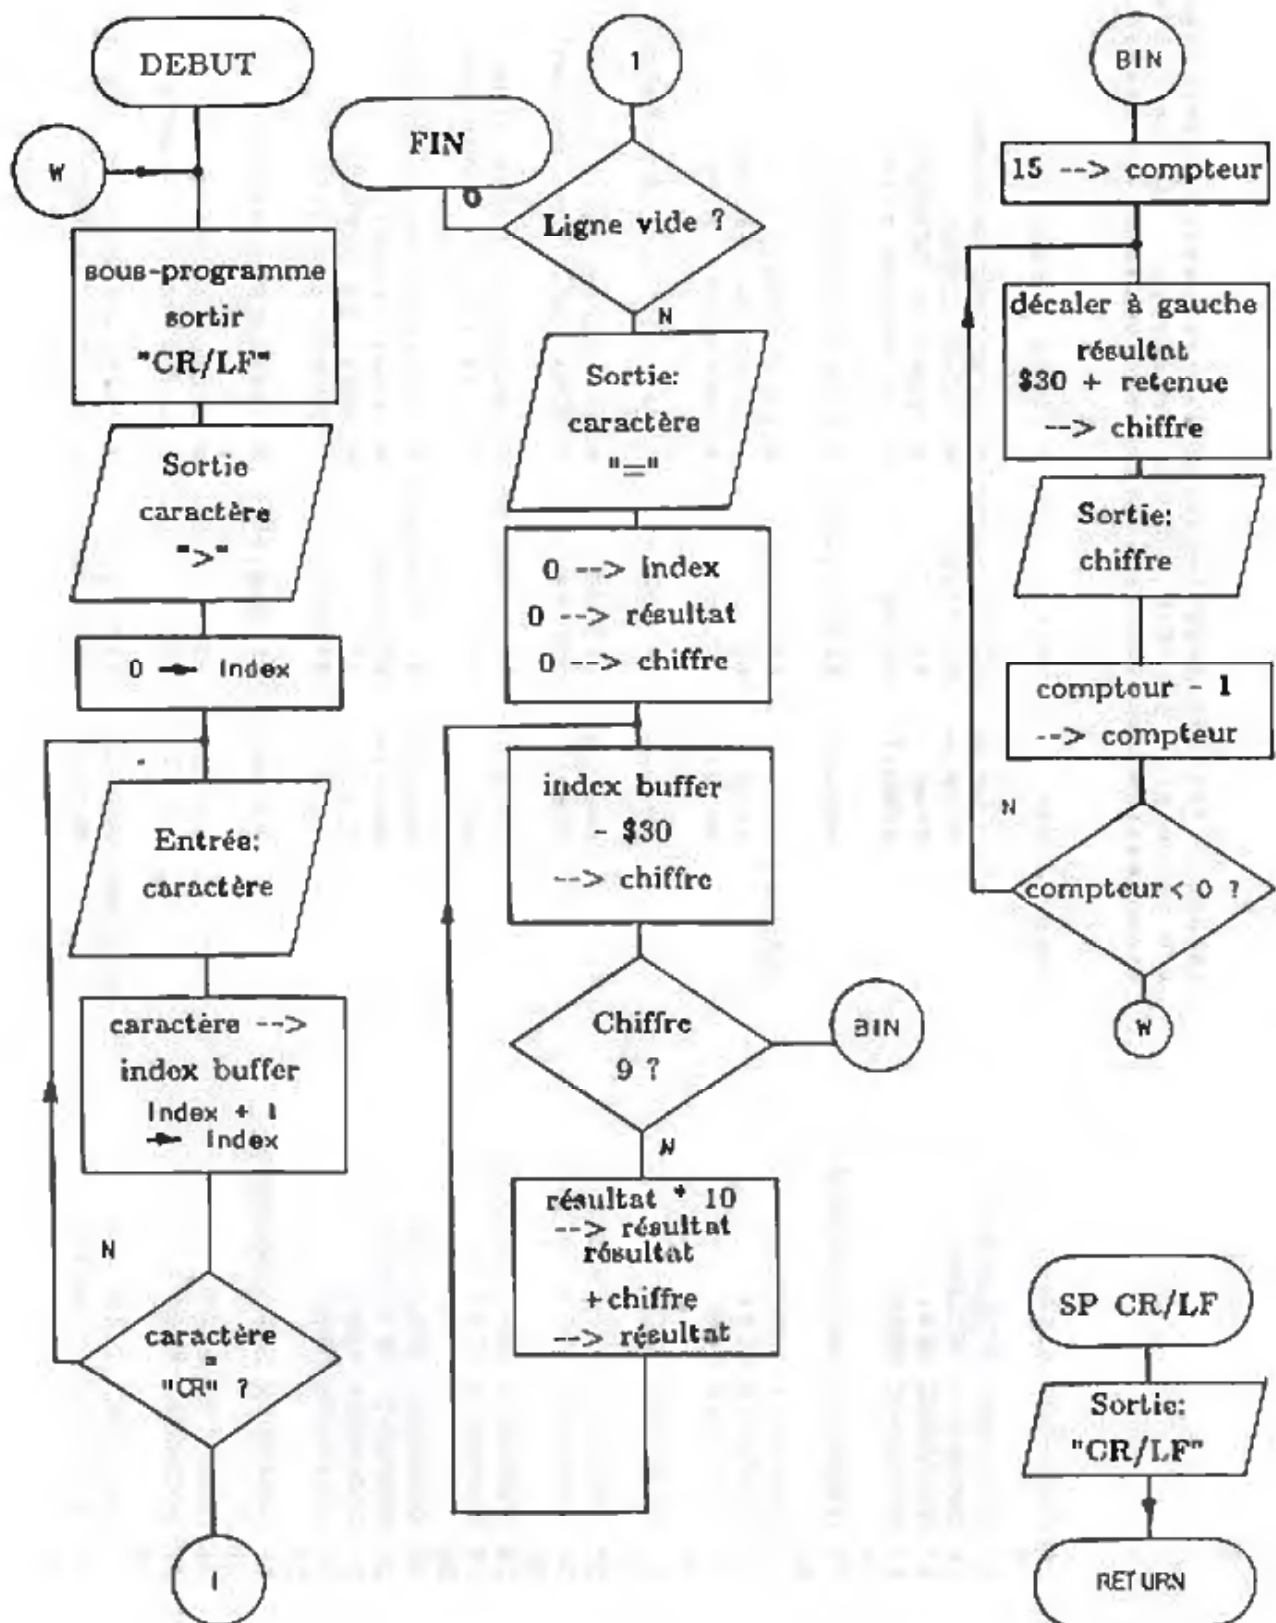 DEBUT
W
sous-programme
sortir
"CR/LF"
Sortie
caractère
">"
0 → Index
Entrée:
caractère
caractère -->
index buffer
Index + 1
→ Index
N
caractère
=
"CR" ?
1
1
FIN
O
Ligne vide ?
N
Sortie:
caractère
"="
0 --> index
0 --> résultat
0 --> chiffre
index buffer
- $30
--> chiffre
Chiffre
9 ?
BIN
N
résultat * 10
--> résultat
résultat
+ chiffre
--> résultat
BIN
15 --> compteur
décaler à gauche
résultat
$30 + retenue
--> chiffre
Sortie:
chiffre
compteur - 1
--> compteur
N
compteur < 0 ?
W
SP CR/LF
Sortie:
"CR/LF"
RETURN